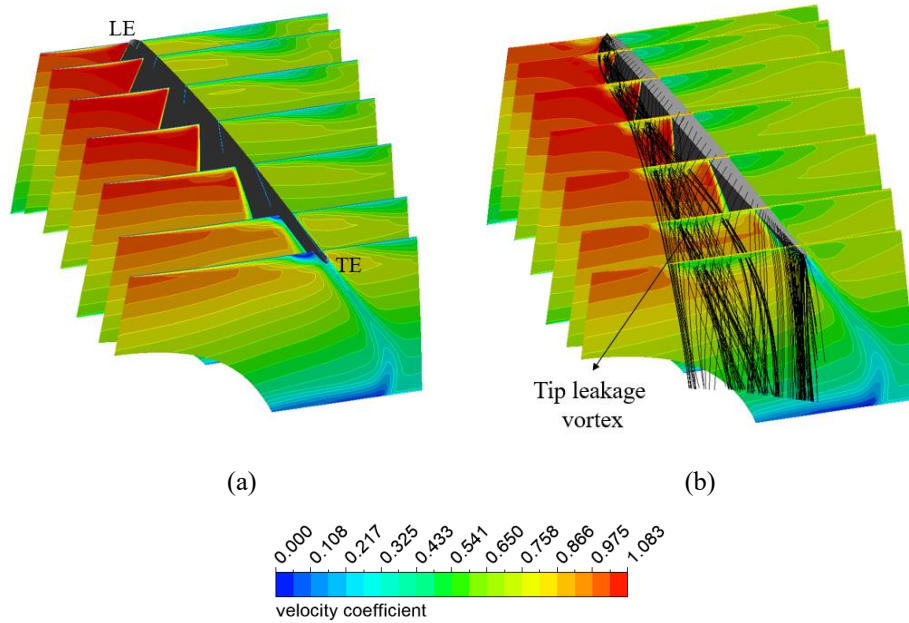 LE
TE
Tip leakage
vortex
(a)
(b)
0.000 0.108 0.217 0.325 0.433 0.541 0.650 0.758 0.866 0.975 1.083
velocity coefficient